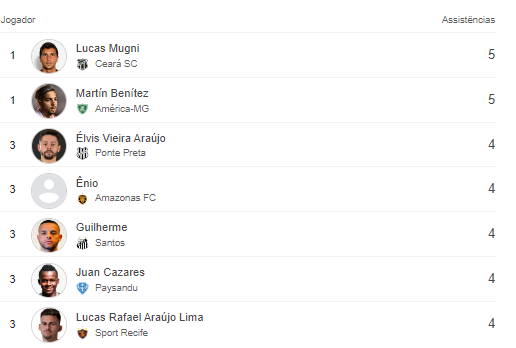 Jogador Assistências
1 Lucas Mugni 5
Ceará SC
1 Martín Benítez 5
América-MG
3 Élvis Vieira Araújo 4
Ponte Preta
3 Ênio 4
Amazonas FC
3 Guilherme 4
Santos
3 Juan Cazares 4
Paysandu
3 Lucas Rafael Araújo Lima 4
Sport Recife